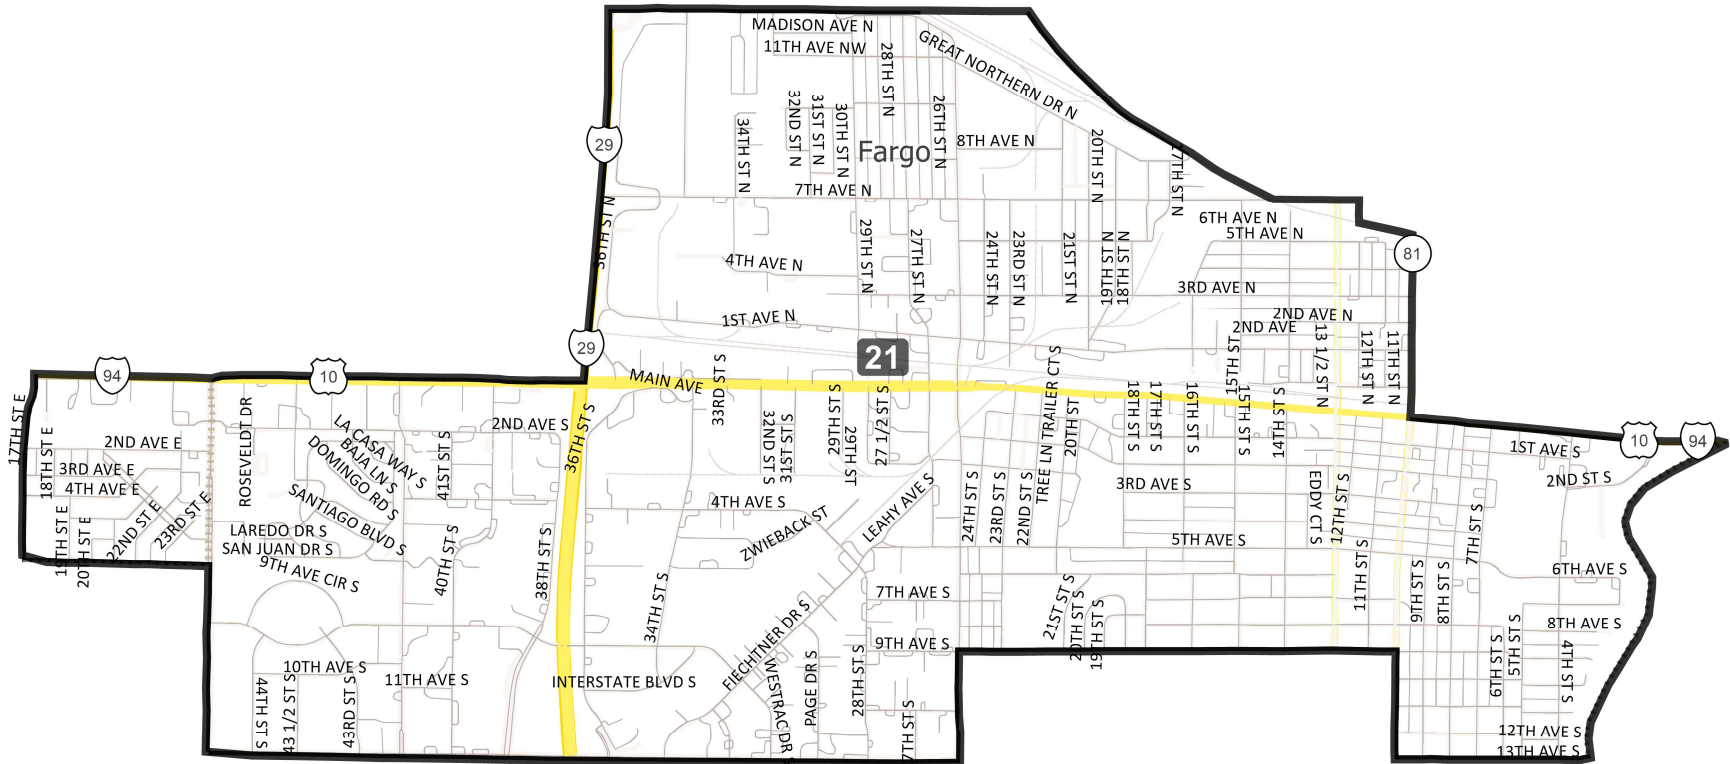 MADISON AVE N
11TH AVE NW
GREAT NORTHERN DR N
28TH ST N
26TH ST N
32ND ST N
31ST ST N
30TH ST N
34TH ST N
29
Fargo
8TH AVE N
20TH ST N
17TH ST N
7TH AVE N
36TH ST N
6TH AVE N
5TH AVE N
81
29TH ST N
27TH ST N
24TH ST N
23RD ST N
21ST ST N
19TH ST N
18TH ST N
4TH AVE N
3RD AVE N
1ST AVE N
2ND AVE N
2ND AVE
29
21
13 1/2 ST N
12TH ST N
11TH ST N
15TH ST
94
10
MAIN AVE
33RD ST S
TREE LN TRAILER CT S
17TH ST E
18TH ST E
2ND AVE E
3RD AVE E
4TH AVE E
19TH ST E
20TH ST E
22ND ST E
23RD ST E
ROSEVELDT DR
LA CASA WAY S
BAJA LN S
DOMINGO RD S
SANTIAGO BLVD S
41ST ST S
2ND AVE S
36TH ST S
32ND ST S
31ST ST S
29TH ST S
29TH ST
27 1/2 ST S
20TH ST
18TH ST S
17TH ST S
16TH ST S
15TH ST S
14TH ST S
10
94
1ST AVE S
2ND ST S
LAREDO DR S
SAN JUAN DR S
9TH AVE CIR S
40TH ST S
38TH ST S
4TH AVE S
ZWIEBACK ST
LEAHY AVE S
24TH ST S
23RD ST S
22ND ST S
3RD AVE S
EDDY CT S
12TH ST S
5TH AVE S
7TH ST S
11TH ST S
9TH ST S
8TH ST S
6TH AVE S
34TH ST S
7TH AVE S
9TH AVE S
21ST ST S
20TH ST S
19TH ST S
8TH AVE S
6TH ST S
5TH ST S
4TH ST S
FIECHTNER DR S
WESTRAC DR S
PAGE DR S
28TH ST S
7TH ST S
10TH AVE S
11TH AVE S
INTERSTATE BLVD S
44TH ST S
43 1/2 ST S
43RD ST S
12TH AVE S
13TH AVE S